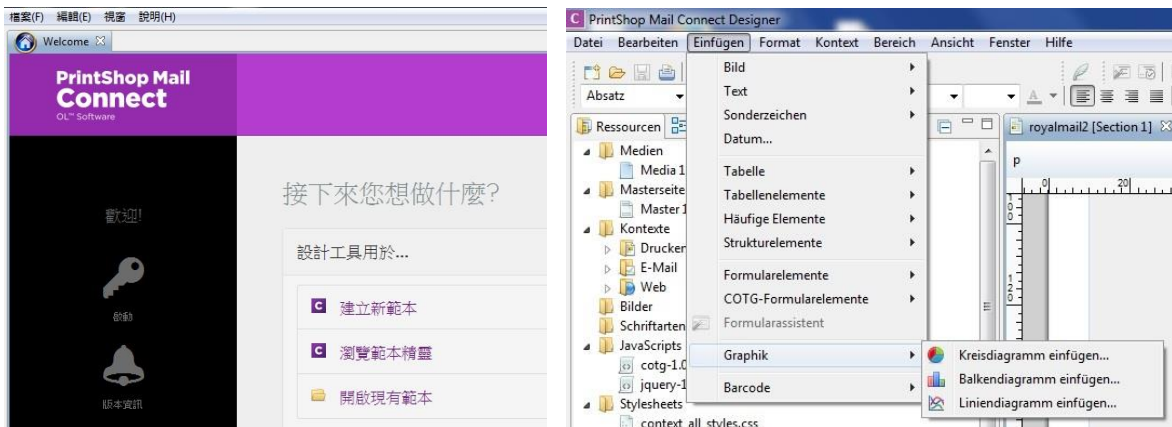 檔案(F) 編輯(E) 視窗 說明(H)
Welcome
PrintShop Mail
Connect
OL™ Software
歡迎!
啟動
版本資訊
接下來您想做什麼?
設計工具用於...
建立新範本
瀏覽範本精靈
開啟現有範本
PrintShop Mail Connect Designer
Datei Bearbeiten Einfügen Format Kontext Bereich Ansicht Fenster Hilfe
Absatz
Ressourcen
Medien
Media 1
Masterseite
Master 1
Kontexte
Drucken
E-Mail
Web
Bilder
Schriftarten
JavaScripts
cotg-1.0
jquery-1
Stylesheets
context_all_styles.css
Bild
Text
Sonderzeichen
Datum...
Tabelle
Tabellenelemente
Häufige Elemente
Strukturelemente
Formularelemente
COTG-Formularelemente
Formularassistent
Graphik
Barcode
Kreisdiagramm einfügen...
Balkendiagramm einfügen...
Liniendiagramm einfügen...
royalmail2 [Section 1]
p
0 20